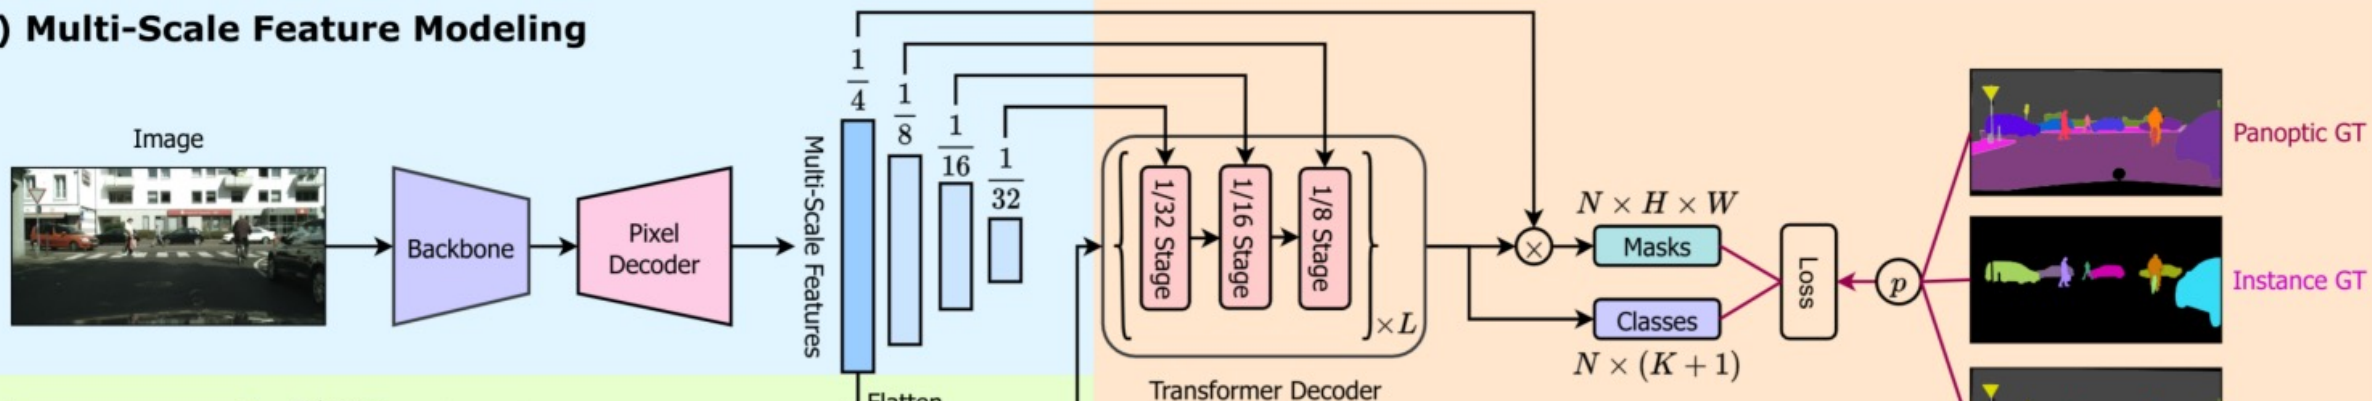 ) Multi-Scale Feature Modeling
Image
Backbone
Pixel
Decoder
Multi-Scale Features
1/4
1/8
1/16
1/32
1/32 Stage
1/16 Stage
1/8 Stage
×L
Transformer Decoder
×
N × H × W
Masks
Classes
N × (K + 1)
Loss
p
Panoptic GT
Instance GT
Flatten